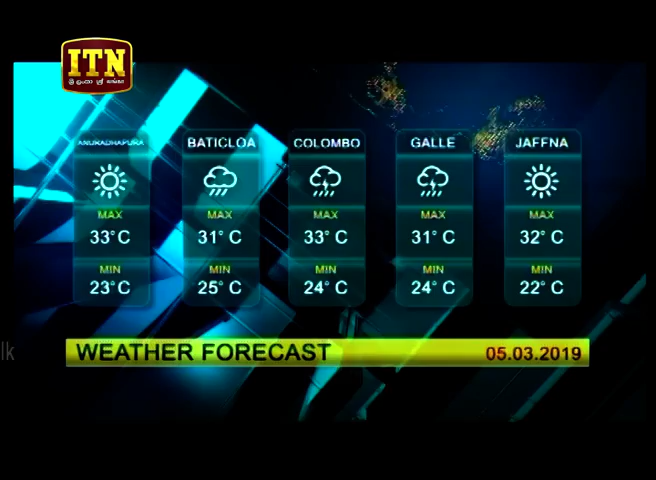 ITN
ශ්‍රී ලංකා
ANURADHAPURA BATICLOA COLOMBO GALLE JAFFNA
MAX MAX MAX MAX MAX
33° C 31° C 33° C 31° C 32° C
MIN MIN MIN MIN MIN
23° C 25° C 24° C 24° C 22° C
lk
WEATHER FORECAST 05.03.2019